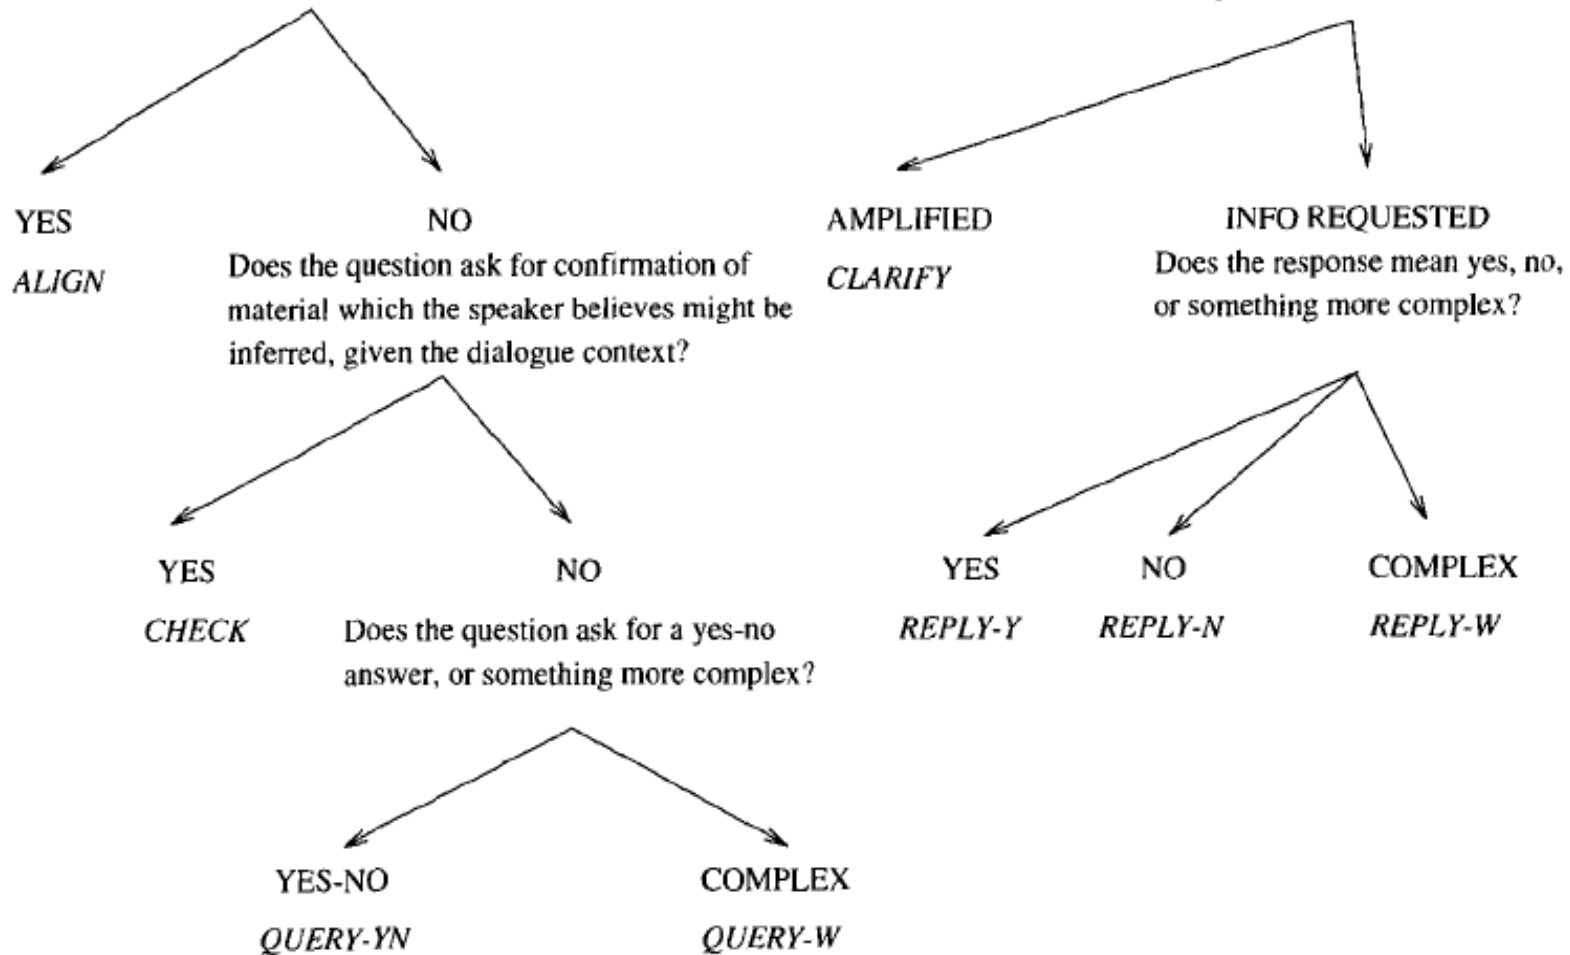 YES
ALIGN
NO
Does the question ask for confirmation of
material which the speaker believes might be
inferred, given the dialogue context?
YES
CHECK
NO
Does the question ask for a yes-no
answer, or something more complex?
YES-NO
QUERY-YN
COMPLEX
QUERY-W
AMPLIFIED
CLARIFY
INFO REQUESTED
Does the response mean yes, no,
or something more complex?
YES
REPLY-Y
NO
REPLY-N
COMPLEX
REPLY-W